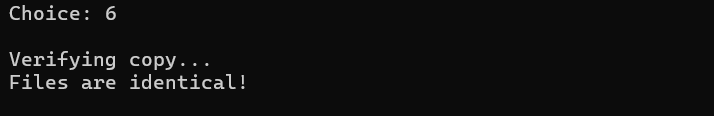 Choice: 6
Verifying copy...
Files are identical!